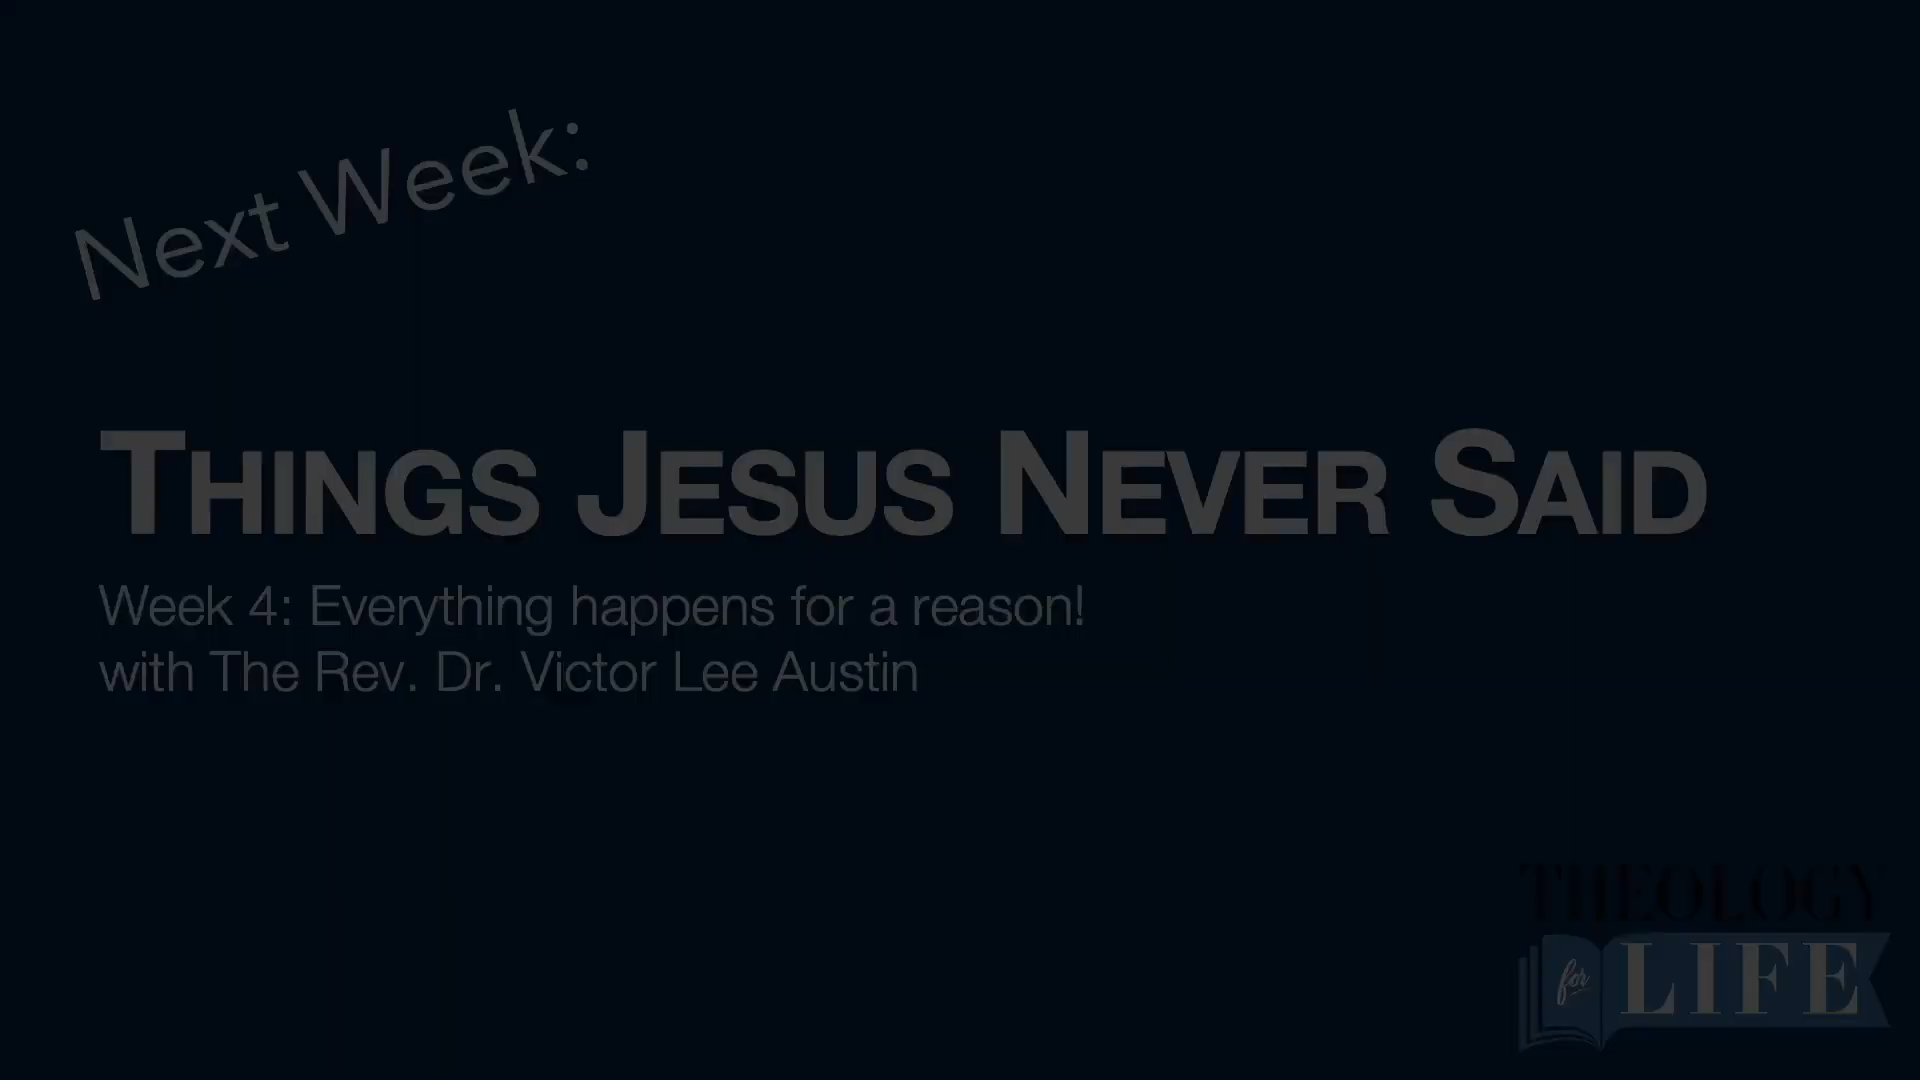 Next Week:
Things Jesus Never Said
Week 4: Everything happens for a reason!
with The Rev. Dr. Victor Lee Austin
THEOLOGY
for LIFE